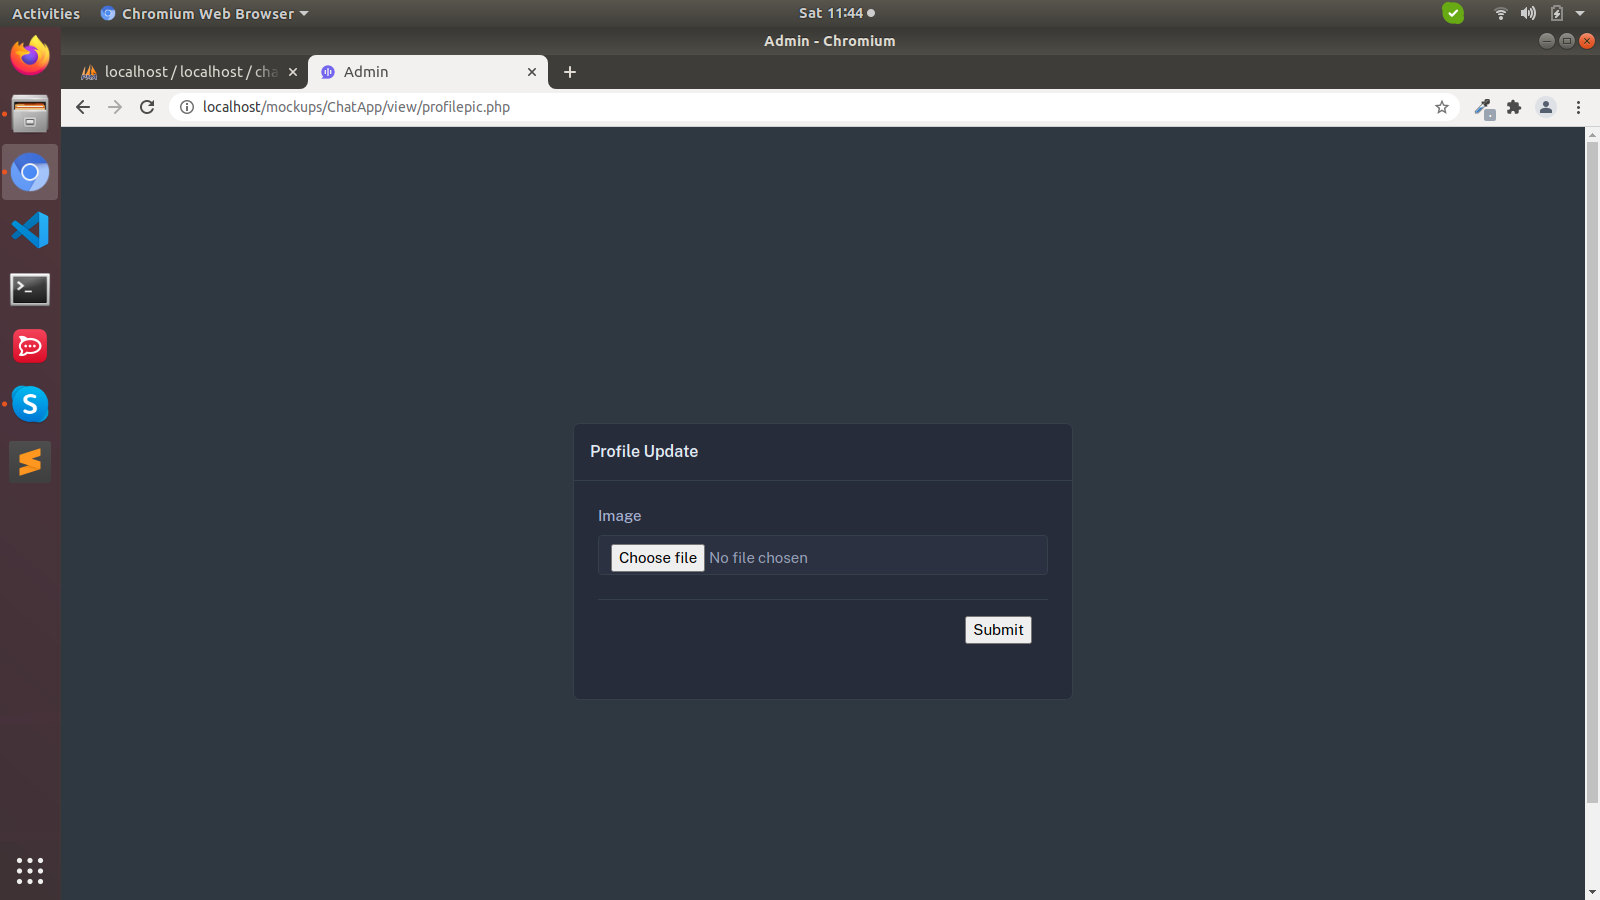 Activities
Chromium Web Browser
Sat 11:44
Admin - Chromium
localhost / localhost / cha
Admin
localhost/mockups/ChatApp/view/profilepic.php
Profile Update
Image
Choose file No file chosen
Submit